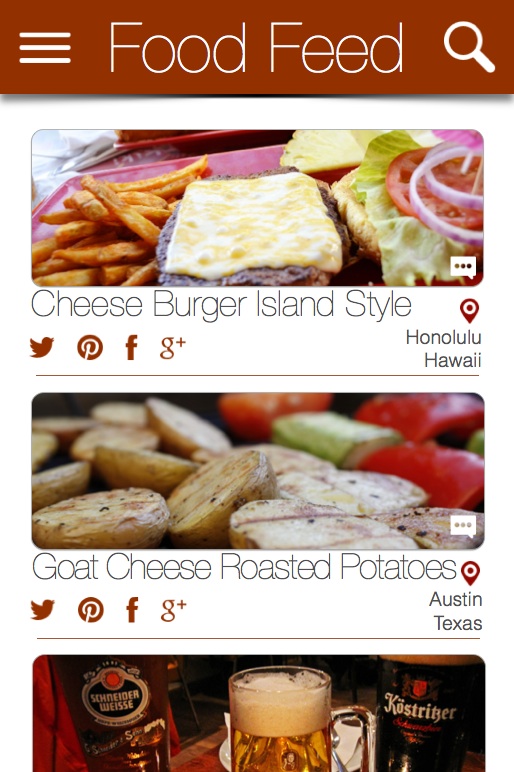 Food Feed
Cheese Burger Island Style
Honolulu
Hawaii
g+
Goat Cheese Roasted Potatoes
Austin
Texas
g+
SCHNEIDER
WEISSE
Köstritzer